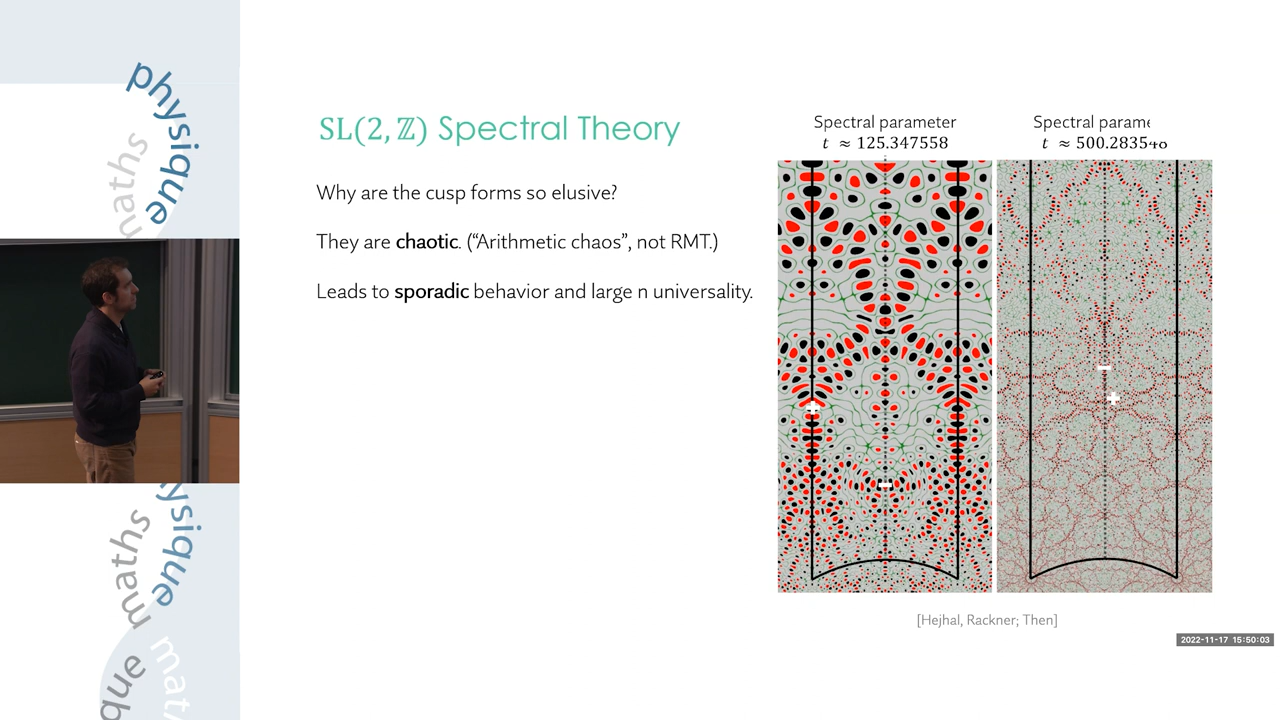 physique
maths
SL(2, ℤ) Spectral Theory
Why are the cusp forms so elusive?
They are chaotic. (“Arithmetic chaos”, not RMT.)
Leads to sporadic behavior and large n universality.
Spectral parameter
t ≈ 125.347558
Spectral parame
t ≈ 500.2835
[Hejhal, Rackner; Then]
2022-11-17 15:50:03
ysique
maths
que
mat